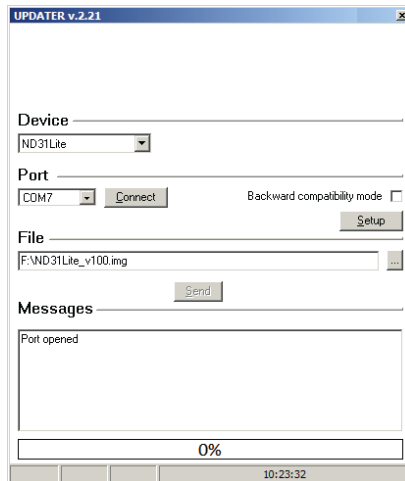 UPDATER v.2.21
Device
ND31Lite
Port
COM7 Connect Backward compatibility mode
Setup
File
F:\ND31Lite_v100.img ...
Send
Messages
Port opened
0%
10:23:32